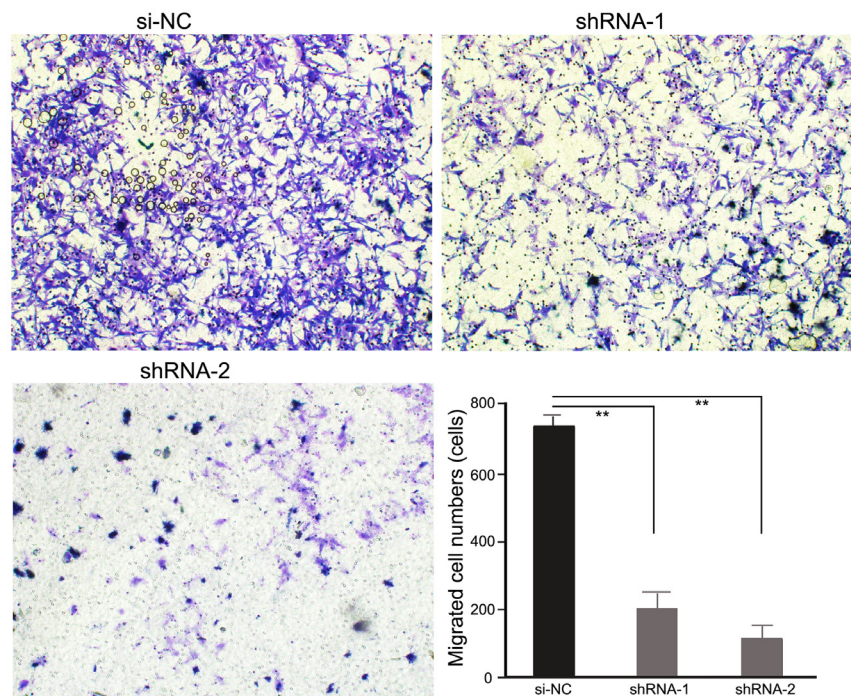 si-NC
shRNA-1
shRNA-2
Migrated cell numbers (cells)
800
600
400
200
0
**
**
si-NC
shRNA-1
shRNA-2